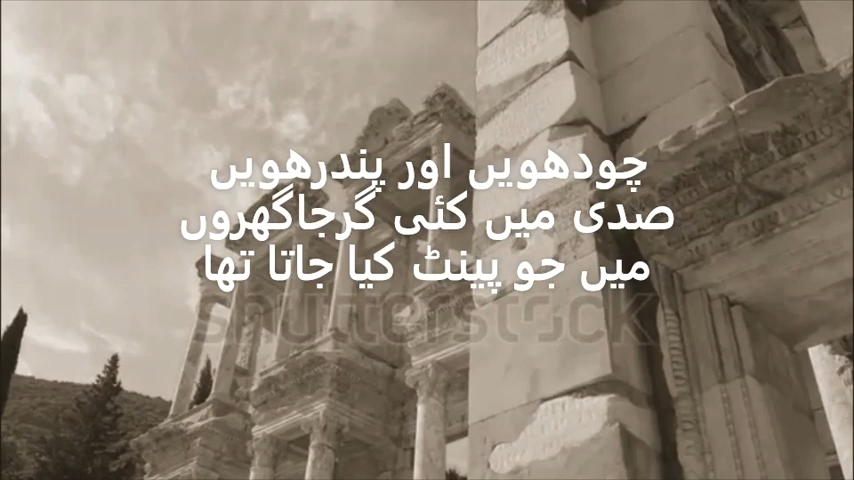 چودھویں اور پندرھویں
صدی میں کئی گرجاگھروں
میں جو پینٹ کیا جاتا تھا
shutterstock